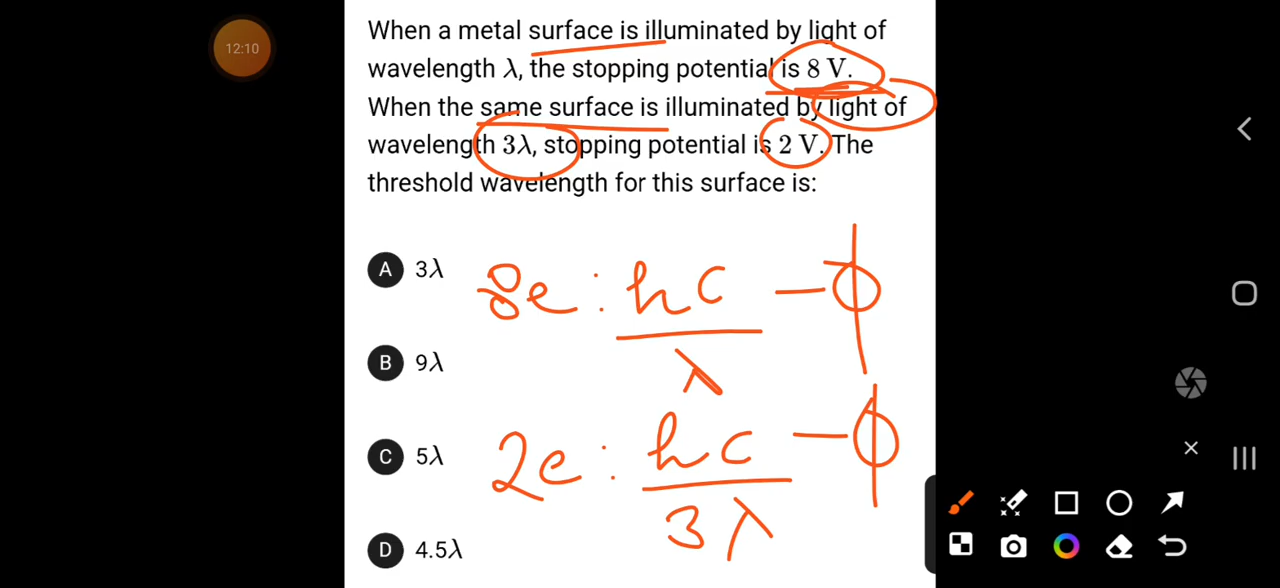 12:10
When a metal surface is illuminated by light of
wavelength λ, the stopping potential is 8 V.
When the same surface is illuminated by light of
wavelength 3λ, stopping potential is 2 V. The
threshold wavelength for this surface is:
A 3λ
8e : hc/λ − ϕ
B 9λ
C 5λ
2e : hc/3λ − ϕ
D 4.5λ